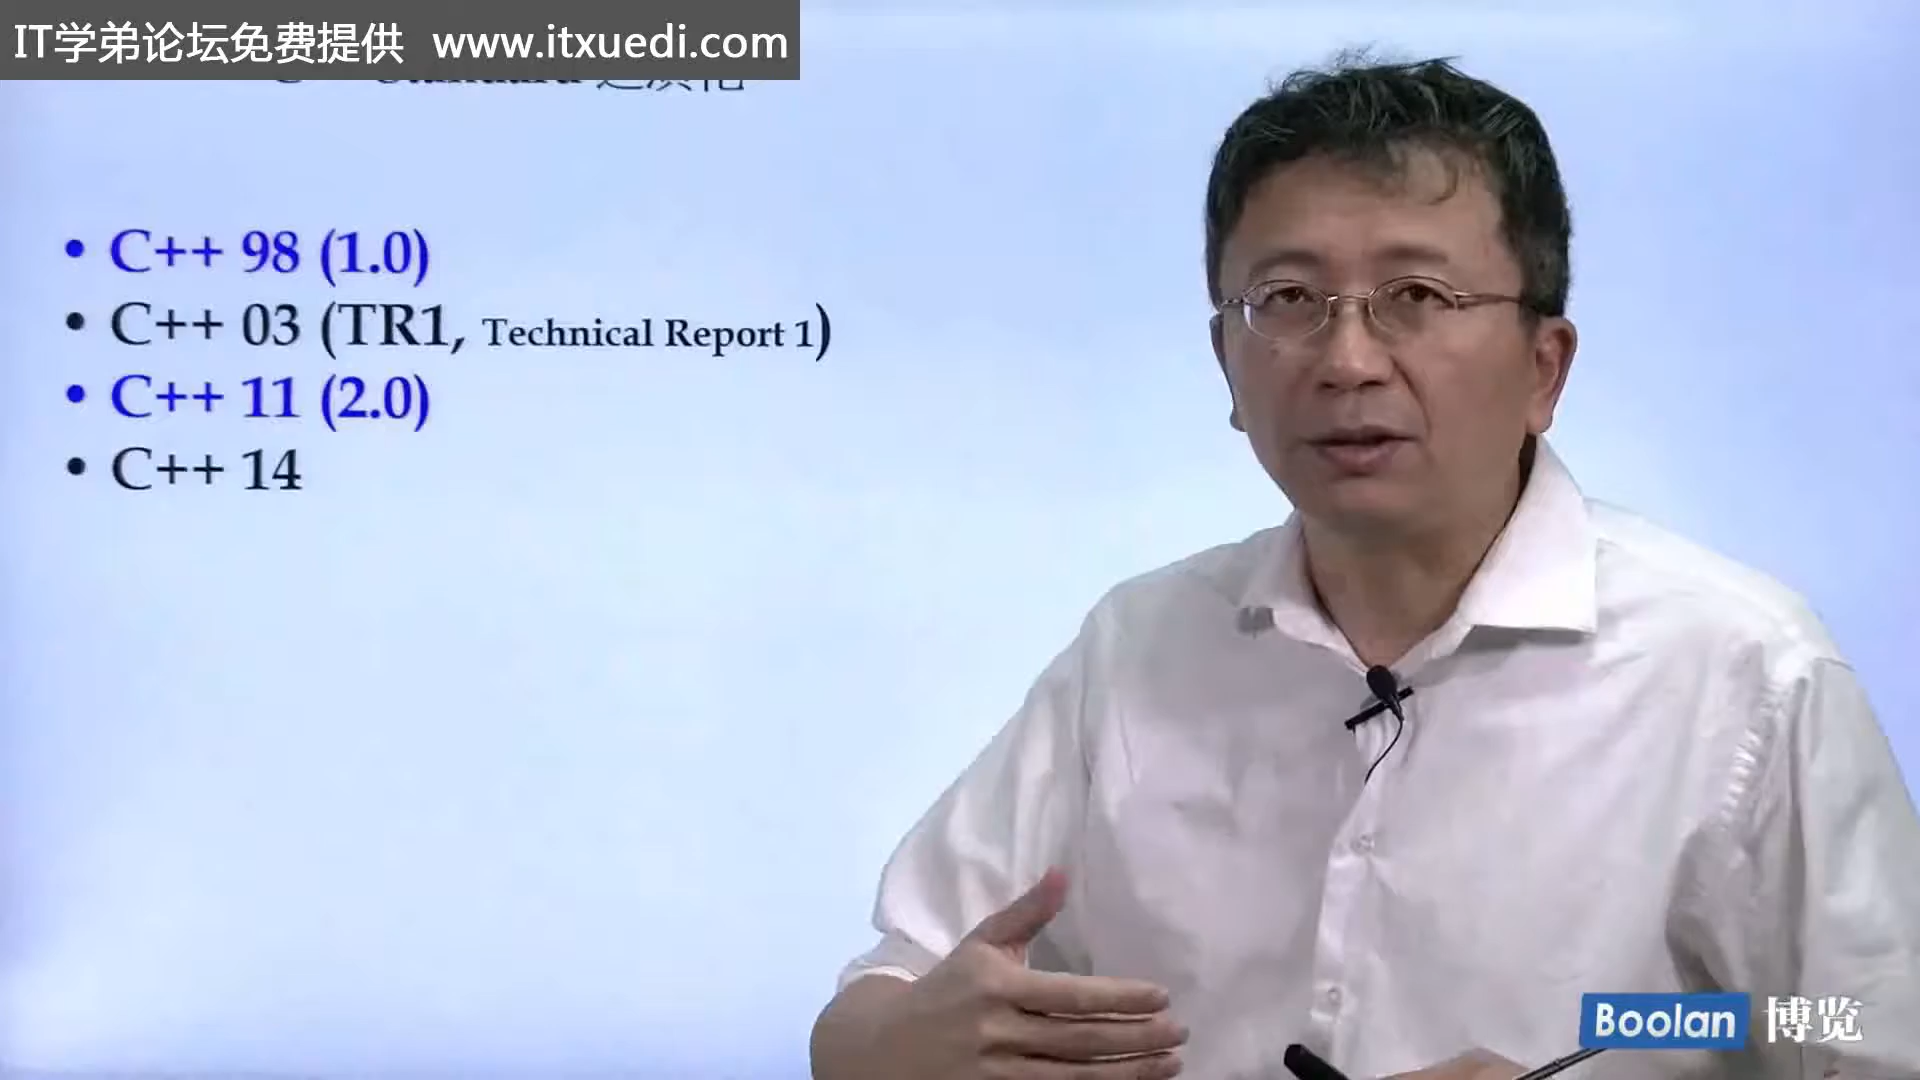 IT学弟论坛免费提供 www.itxuedi.com
• C++ 98 (1.0)
• C++ 03 (TR1, Technical Report 1)
• C++ 11 (2.0)
• C++ 14
Boolan 博览